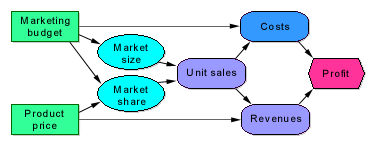 Marketing
budget
Costs
Market
size
Unit sales
Profit
Market
share
Product
price
Revenues